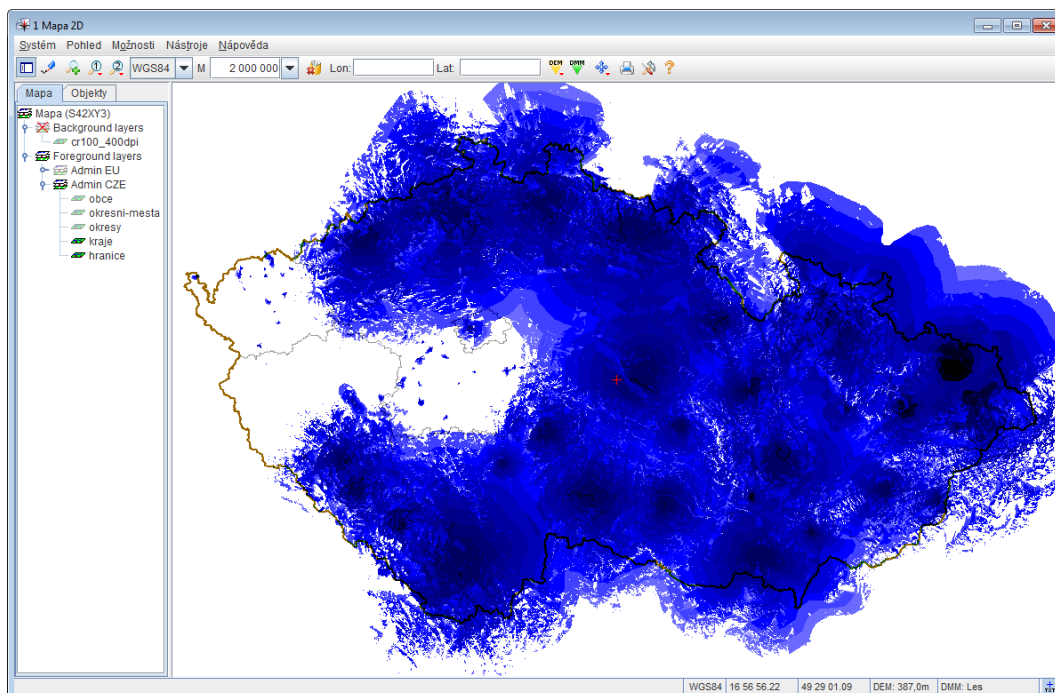 1 Mapa 2D
Systém Pohled Možnosti Nástroje Nápověda
1 2 WGS84 M 2 000 000 Lon: Lat: DEM DMM ?
Mapa Objekty
Mapa (S42XY3)
Background layers
cr100_400dpi
Foreground layers
Admin EU
Admin CZE
obce
okresni-mesta
okresy
kraje
hranice
WGS84 16 56 56.22 49 29 01.09 DEM: 387,0m DMM: Les